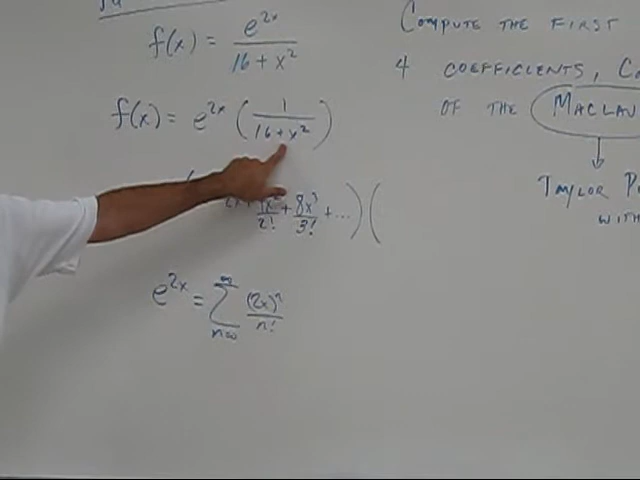 f(x) = e^{2x} / 16 + x²
f(x) = e^{2x} ( 1 / 16 + x² )
/2! + 8x³/3! + ... ) (
e^{2x} = ∞ Σ n=0 (2x)^n / n!
COMPUTE THE FIRST
4 COEFFICIENTS,
OF THE MACLAU
TAYLOR
WITH